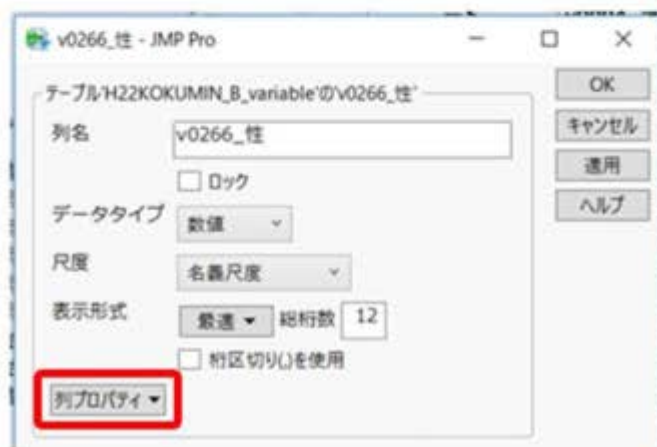 v0266_性 - JMP Pro
テーブル'H22KOKUMIN_B_variable'の'v0266_性'
OK
列名
v0266_性
キャンセル
ロック
適用
データタイプ
数値
ヘルプ
尺度
名義尺度
表示形式
最適
総桁数
12
桁区切り(,)を使用
列プロパティ